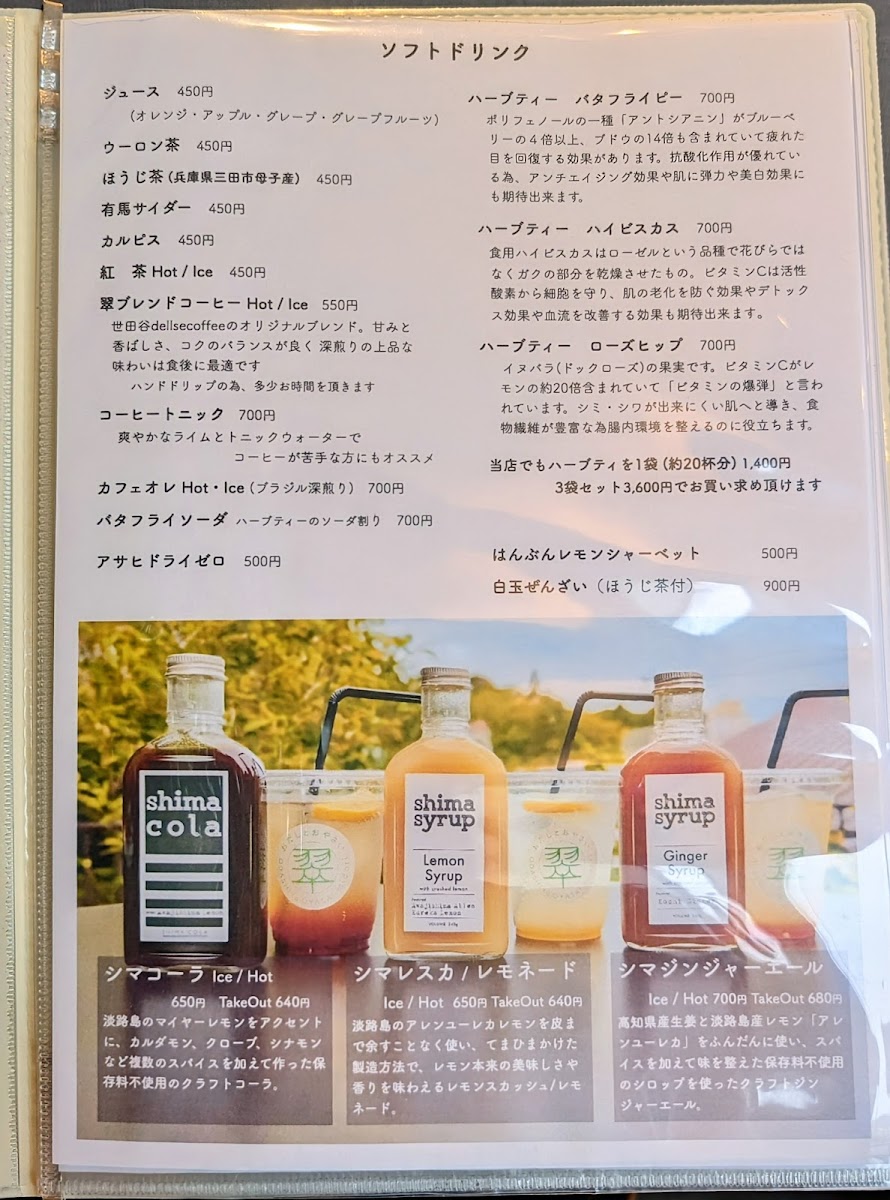 ソフトドリンク
ジュース 450円
(オレンジ・アップル・グレープ・グレープフルーツ)
ウーロン茶 450円
ほうじ茶(兵庫県三田市母子産) 450円
有馬サイダー 450円
カルピス 450円
紅 茶 Hot / Ice 450円
翠ブレンドコーヒー Hot / Ice 550円
世田谷dellsecoffeeのオリジナルブレンド。甘みと
香ばしさ、コクのバランスが良く 深煎りの上品な
味わいは食後に最適です
ハンドドリップの為、多少お時間を頂きます
コーヒートニック 700円
爽やかなライムとトニックウォーターで
コーヒーが苦手な方にもオススメ
カフェオレ Hot・Ice (ブラジル深煎り) 700円
バタフライソーダ ハーブティーのソーダ割り 700円
アサヒドライゼロ 500円
ハーブティー バタフライピー 700円
ポリフェノールの一種「アントシアニン」がブルーベ
リーの４倍以上、ブドウの14倍も含まれていて疲れた
目を回復する効果があります。抗酸化作用が優れてい
る為、アンチエイジング効果や肌に弾力や美白効果に
も期待出来ます。
ハーブティー ハイビスカス 700円
食用ハイビスカスはローゼルという品種で花びらでは
なくガクの部分を乾燥させたもの。ビタミンCは活性
酸素から細胞を守り、肌の老化を防ぐ効果やデトック
ス効果や血流を改善する効果も期待出来ます。
ハーブティー ローズヒップ 700円
イヌバラ(ドックローズ)の果実です。ビタミンCがレ
モンの約20倍含まれていて「ビタミンの爆弾」と言わ
れています。シミ・シワが出来にくい肌へと導き、食
物繊維が豊富な為腸内環境を整えるのに役立ちます。
当店でもハーブティを1袋 (約20杯分) 1,400円
3袋セット3,600円でお買い求め頂けます
はんぶんレモンシャーベット 500円
白玉ぜんざい（ほうじ茶付） 900円
shima
cola
shima
syrup
Lemon
Syrup
with crushed lemon
shima
syrup
Ginger
Syrup
翠
翠
翠
シマコーラ Ice / Hot
650円 TakeOut 640円
淡路島のマイヤーレモンをアクセント
に、カルダモン、クローブ、シナモン
など複数のスパイスを加えて作った保
存料不使用のクラフトコーラ。
シマレスカ / レモネード
Ice / Hot 650円 TakeOut 640円
淡路島のアレンユーレカレモンを皮ま
で余すことなく使い、てまひまかけた
製造方法で、レモン本来の美味しさや
香りを味わえるレモンスカッシュ/レモ
ネード。
シマジンジャーエール
Ice / Hot 700円 TakeOut 680円
高知県産生姜と淡路島産レモン「アレ
ンユーレカ」をふんだんに使い、スパ
イスを加えて味を整えた保存料不使用
のシロップを使ったクラフトジン
ジャーエール。